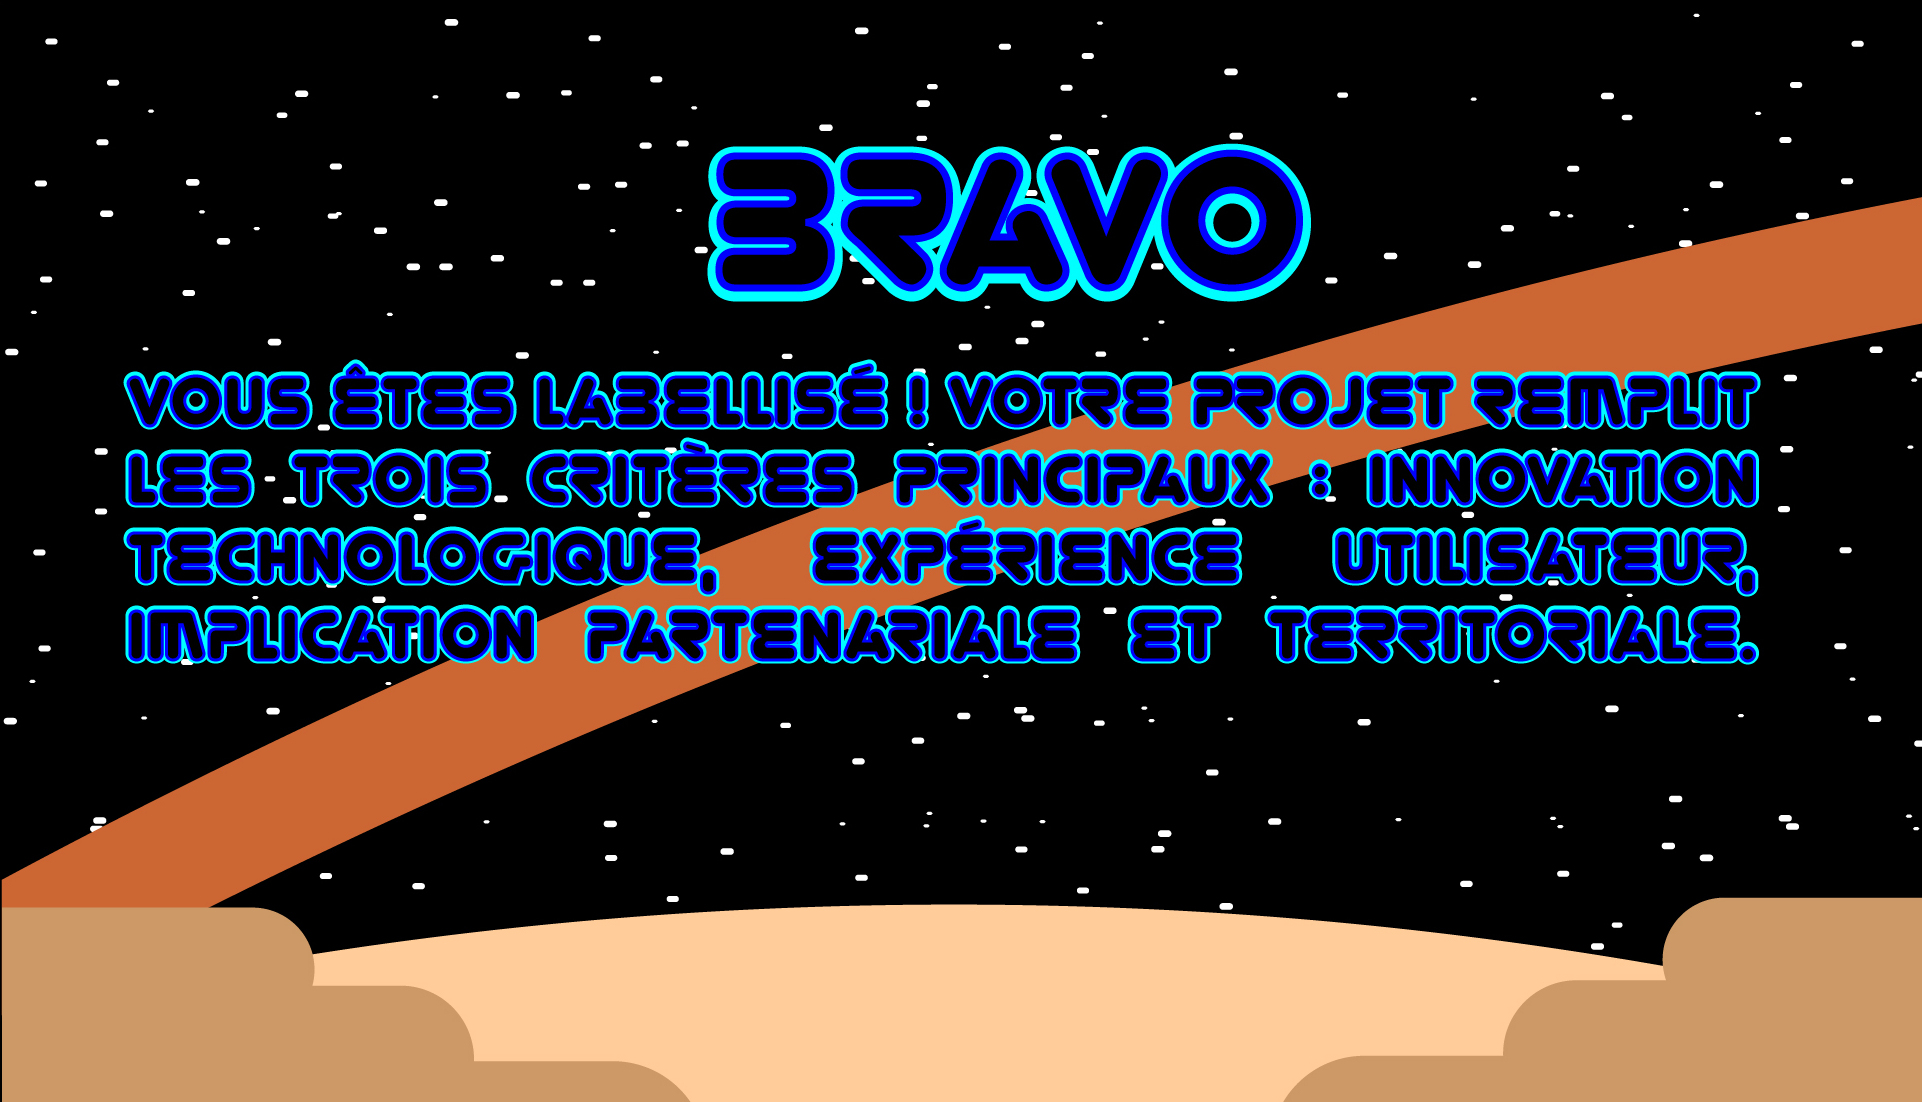 BRAVO
VOUS ÊTES LABELLISÉ ! VOTRE PROJET REMPLIT
LES TROIS CRITÈRES PRINCIPAUX : INNOVATION
TECHNOLOGIQUE, EXPÉRIENCE UTILISATEUR,
IMPLICATION PARTENARIALE ET TERRITORIALE.